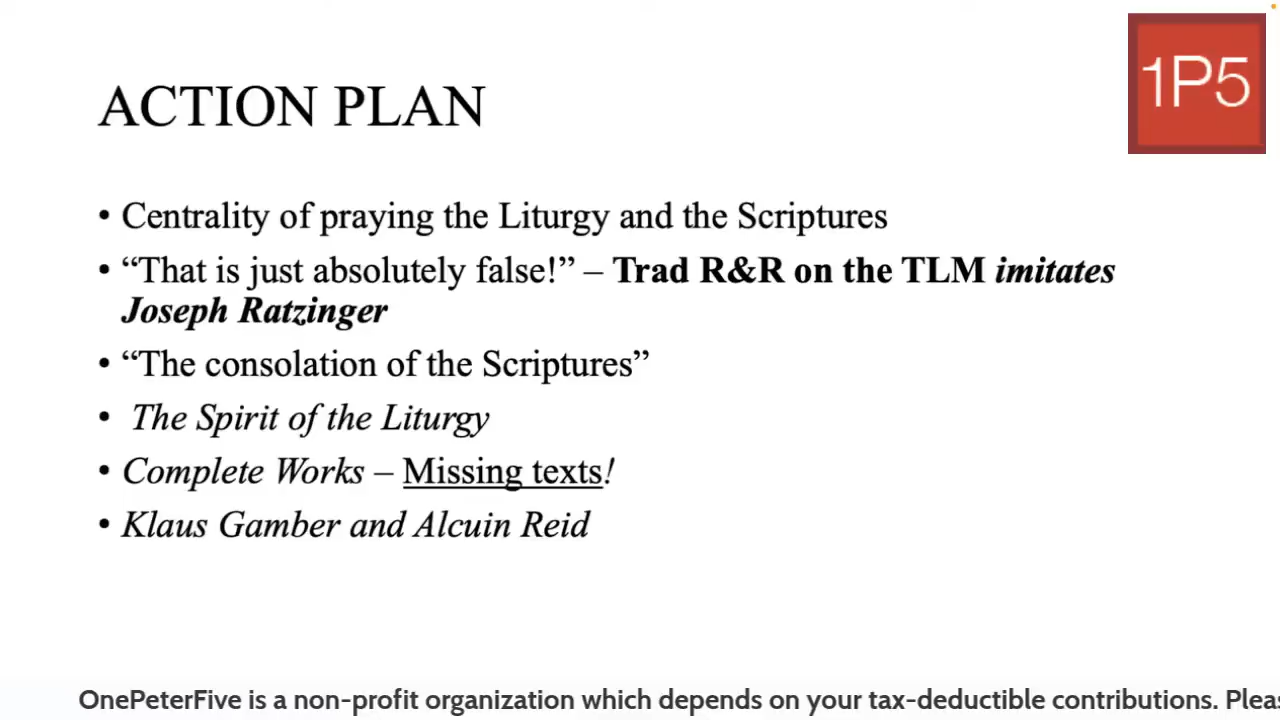 1P5
ACTION PLAN
• Centrality of praying the Liturgy and the Scriptures
• “That is just absolutely false!” – Trad R&R on the TLM imitates
Joseph Ratzinger
• “The consolation of the Scriptures”
• The Spirit of the Liturgy
• Complete Works – Missing texts!
• Klaus Gamber and Alcuin Reid
OnePeterFive is a non-profit organization which depends on your tax-deductible contributions. Pleas